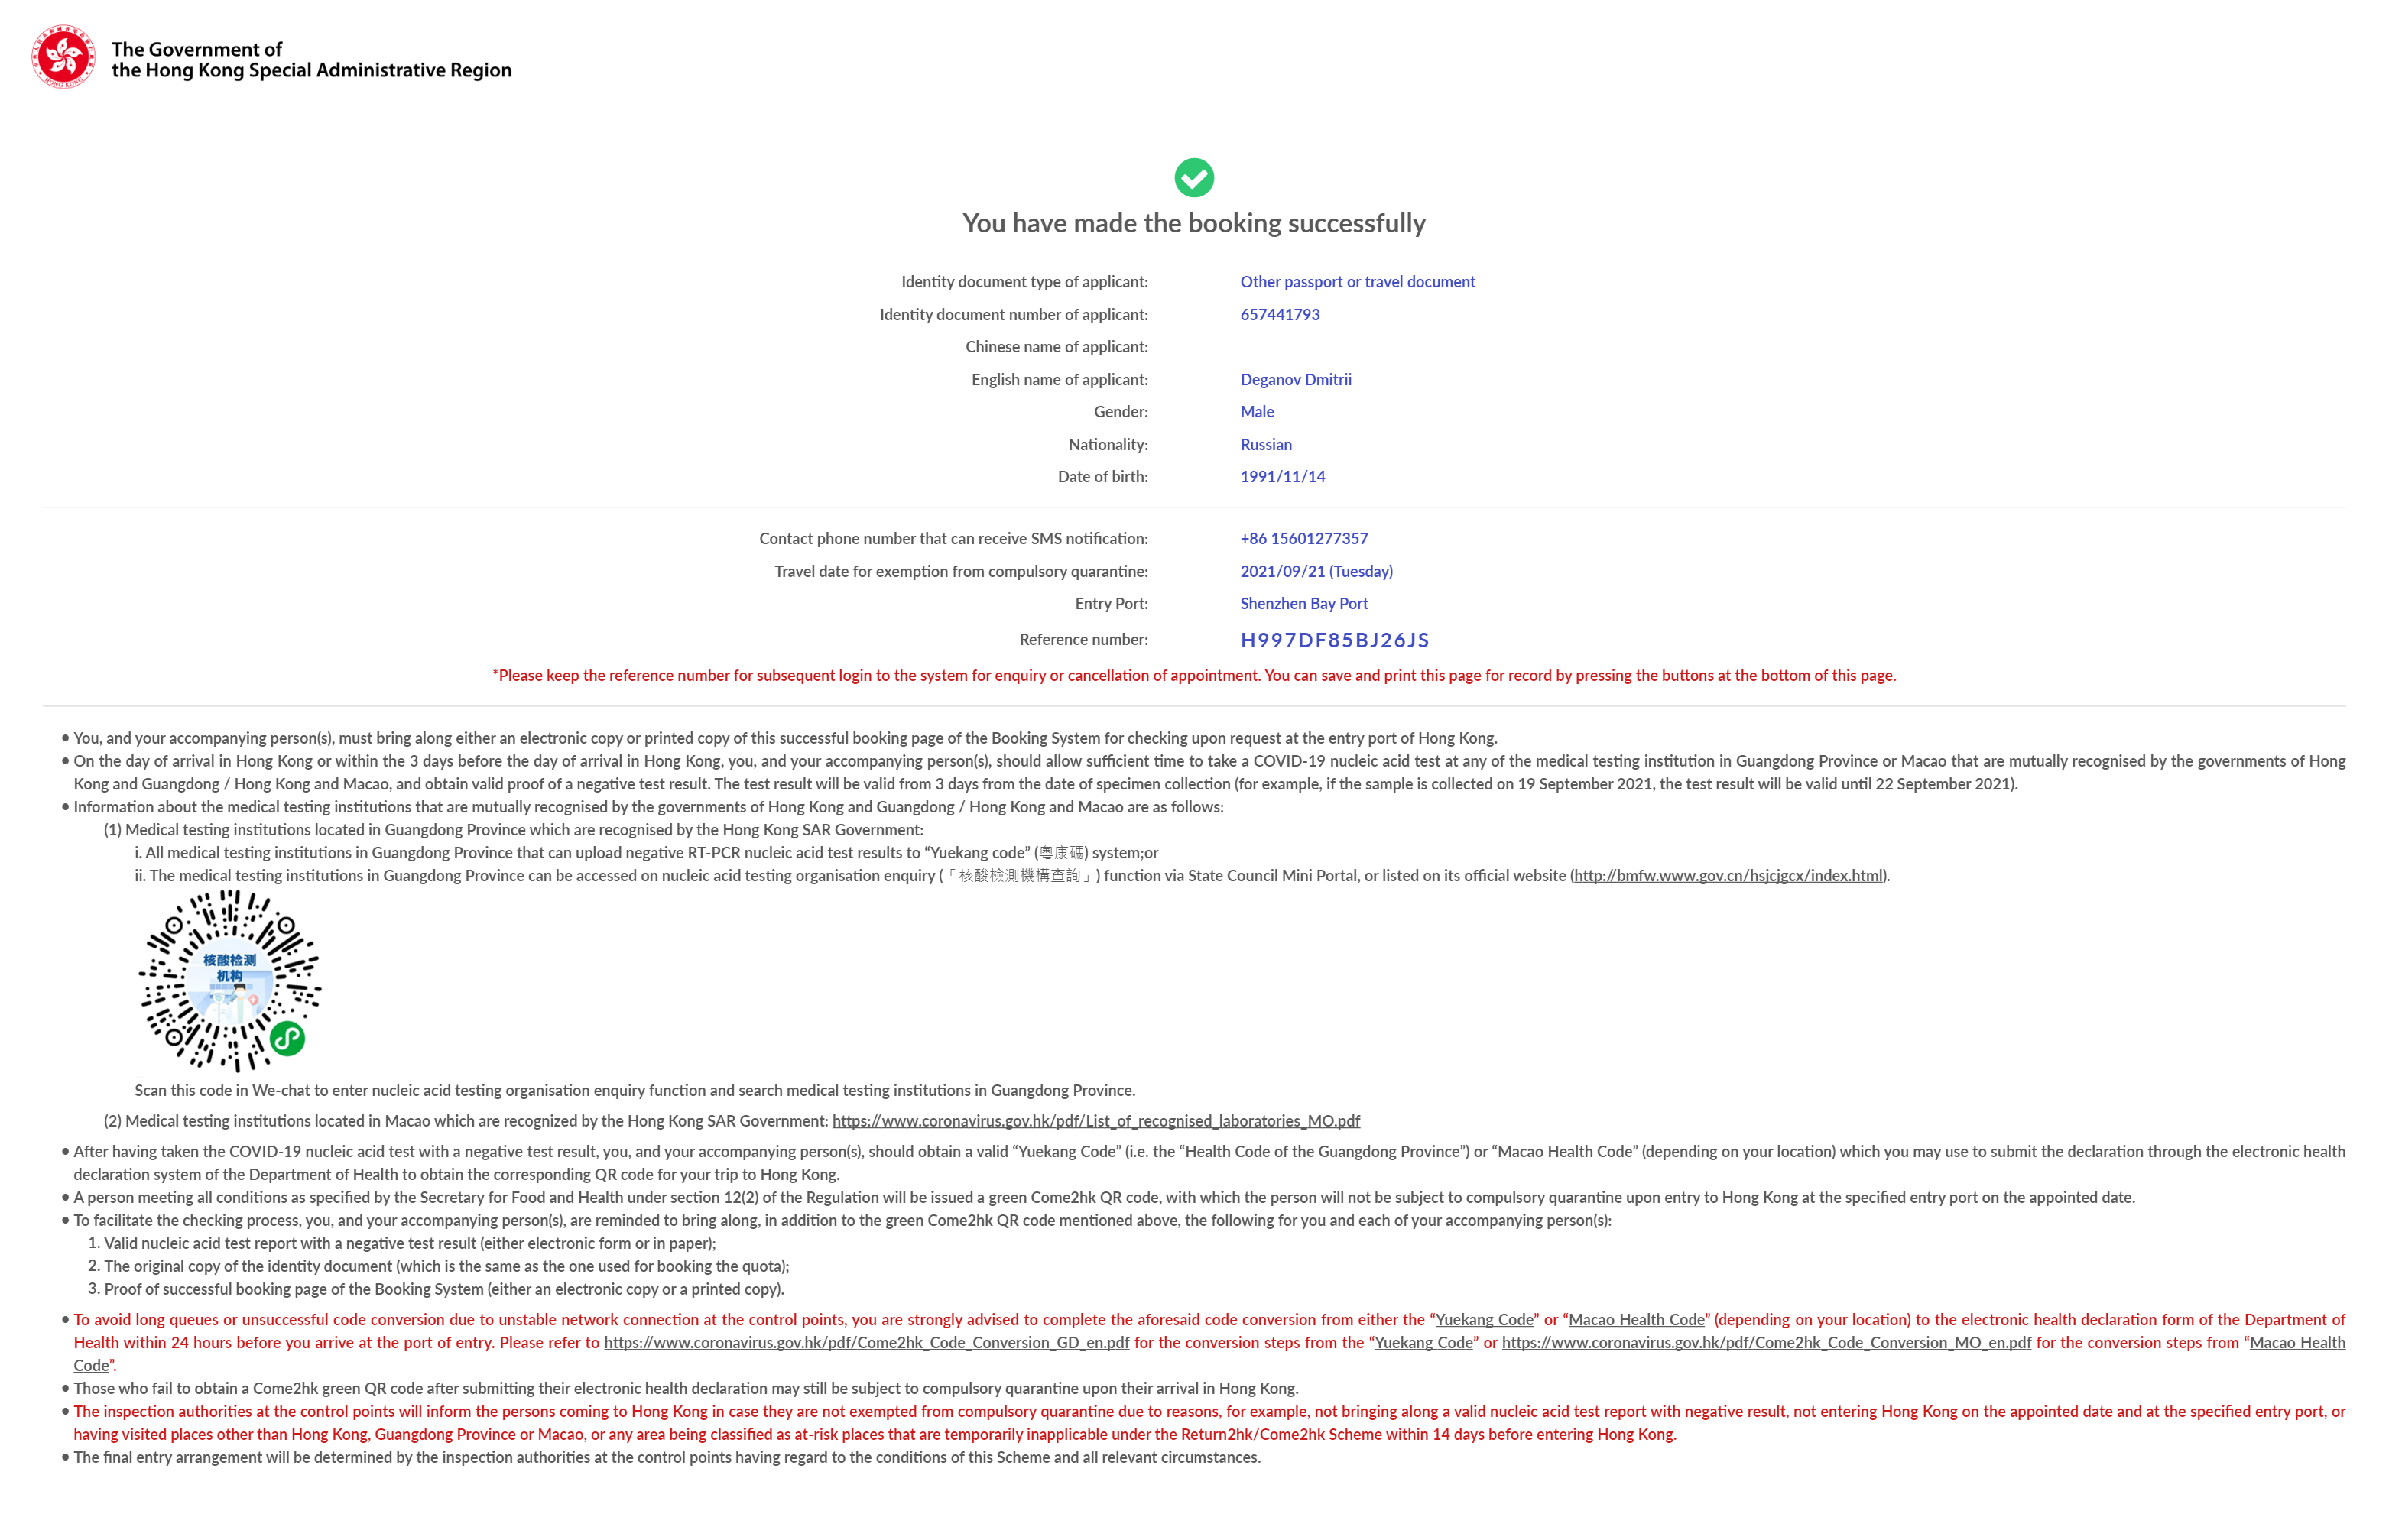 The Government of
the Hong Kong Special Administrative Region
You have made the booking successfully
Identity document type of applicant: Other passport or travel document
Identity document number of applicant: 657441793
Chinese name of applicant:
English name of applicant: Deganov Dmitrii
Gender: Male
Nationality: Russian
Date of birth: 1991/11/14
Contact phone number that can receive SMS notification: +86 15601277357
Travel date for exemption from compulsory quarantine: 2021/09/21 (Tuesday)
Entry Port: Shenzhen Bay Port
Reference number: H997DF85BJ26JS
*Please keep the reference number for subsequent login to the system for enquiry or cancellation of appointment. You can save and print this page for record by pressing the buttons at the bottom of this page.
• You, and your accompanying person(s), must bring along either an electronic copy or printed copy of this successful booking page of the Booking System for checking upon request at the entry port of Hong Kong.
• On the day of arrival in Hong Kong or within the 3 days before the day of arrival in Hong Kong, you, and your accompanying person(s), should allow sufficient time to take a COVID-19 nucleic acid test at any of the medical testing institution in Guangdong Province or Macao that are mutually recognised by the governments of Hong
Kong and Guangdong / Hong Kong and Macao, and obtain valid proof of a negative test result. The test result will be valid from 3 days from the date of specimen collection (for example, if the sample is collected on 19 September 2021, the test result will be valid until 22 September 2021).
• Information about the medical testing institutions that are mutually recognised by the governments of Hong Kong and Guangdong / Hong Kong and Macao are as follows:
(1) Medical testing institutions located in Guangdong Province which are recognised by the Hong Kong SAR Government:
i. All medical testing institutions in Guangdong Province that can upload negative RT-PCR nucleic acid test results to “Yuekang code” (粵康碼) system;or
ii. The medical testing institutions in Guangdong Province can be accessed on nucleic acid testing organisation enquiry (「核酸檢測機構查詢」) function via State Council Mini Portal, or listed on its official website (http://bmfw.www.gov.cn/hsjcjgcx/index.html).
核酸检测
机构
Scan this code in We-chat to enter nucleic acid testing organisation enquiry function and search medical testing institutions in Guangdong Province.
(2) Medical testing institutions located in Macao which are recognized by the Hong Kong SAR Government: https://www.coronavirus.gov.hk/pdf/List_of_recognised_laboratories_MO.pdf
• After having taken the COVID-19 nucleic acid test with a negative test result, you, and your accompanying person(s), should obtain a valid “Yuekang Code” (i.e. the “Health Code of the Guangdong Province”) or “Macao Health Code” (depending on your location) which you may use to submit the declaration through the electronic health
declaration system of the Department of Health to obtain the corresponding QR code for your trip to Hong Kong.
• A person meeting all conditions as specified by the Secretary for Food and Health under section 12(2) of the Regulation will be issued a green Come2hk QR code, with which the person will not be subject to compulsory quarantine upon entry to Hong Kong at the specified entry port on the appointed date.
• To facilitate the checking process, you, and your accompanying person(s), are reminded to bring along, in addition to the green Come2hk QR code mentioned above, the following for you and each of your accompanying person(s):
1. Valid nucleic acid test report with a negative test result (either electronic form or in paper);
2. The original copy of the identity document (which is the same as the one used for booking the quota);
3. Proof of successful booking page of the Booking System (either an electronic copy or a printed copy).
• To avoid long queues or unsuccessful code conversion due to unstable network connection at the control points, you are strongly advised to complete the aforesaid code conversion from either the “Yuekang Code” or “Macao Health Code” (depending on your location) to the electronic health declaration form of the Department of
Health within 24 hours before you arrive at the port of entry. Please refer to https://www.coronavirus.gov.hk/pdf/Come2hk_Code_Conversion_GD_en.pdf for the conversion steps from the “Yuekang Code” or https://www.coronavirus.gov.hk/pdf/Come2hk_Code_Conversion_MO_en.pdf for the conversion steps from “Macao Health
Code”.
• Those who fail to obtain a Come2hk green QR code after submitting their electronic health declaration may still be subject to compulsory quarantine upon their arrival in Hong Kong.
• The inspection authorities at the control points will inform the persons coming to Hong Kong in case they are not exempted from compulsory quarantine due to reasons, for example, not bringing along a valid nucleic acid test report with negative result, not entering Hong Kong on the appointed date and at the specified entry port, or
having visited places other than Hong Kong, Guangdong Province or Macao, or any area being classified as at-risk places that are temporarily inapplicable under the Return2hk/Come2hk Scheme within 14 days before entering Hong Kong.
• The final entry arrangement will be determined by the inspection authorities at the control points having regard to the conditions of this Scheme and all relevant circumstances.